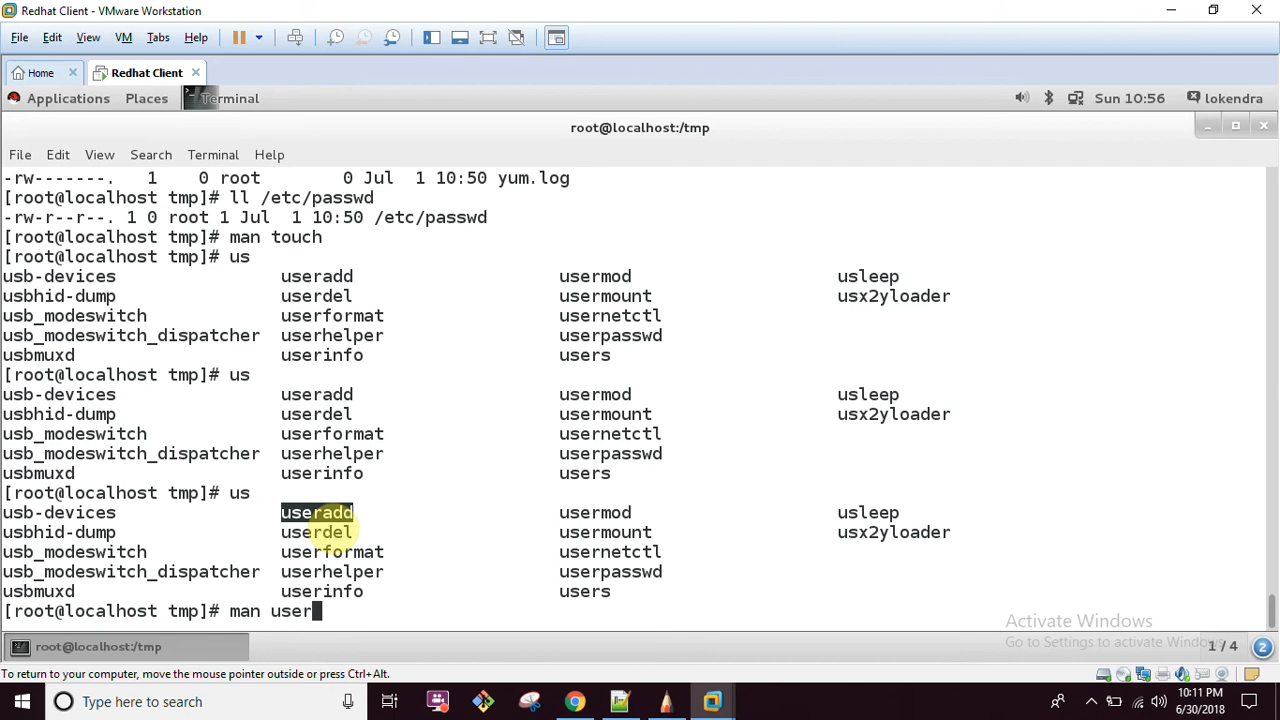 Redhat Client - VMware Workstation
File Edit View VM Tabs Help
Home Redhat Client
Applications Places Terminal Sun 10:56 lokendra
root@localhost:/tmp
File Edit View Search Terminal Help
-rw-------. 1 0 root 0 Jul 1 10:50 yum.log
[root@localhost tmp]# ll /etc/passwd
-rw-r--r--. 1 0 root 1 Jul 1 10:50 /etc/passwd
[root@localhost tmp]# man touch
[root@localhost tmp]# us
usb-devices useradd usermod usleep
usbhid-dump userdel usermount usx2yloader
usb_modeswitch userformat usernetctl
usb_modeswitch_dispatcher userhelper userpasswd
usbmuxd userinfo users
[root@localhost tmp]# us
usb-devices useradd usermod usleep
usbhid-dump userdel usermount usx2yloader
usb_modeswitch userformat usernetctl
usb_modeswitch_dispatcher userhelper userpasswd
usbmuxd userinfo users
[root@localhost tmp]# us
usb-devices useradd usermod usleep
usbhid-dump userdel usermount usx2yloader
usb_modeswitch userformat usernetctl
usb_modeswitch_dispatcher userhelper userpasswd
usbmuxd userinfo users
[root@localhost tmp]# man user
Activate Windows
Go to Settings to activate Windows.
root@localhost:/tmp 1 / 4 2
To return to your computer, move the mouse pointer outside or press Ctrl+Alt.
Type here to search 10:11 PM
6/30/2018